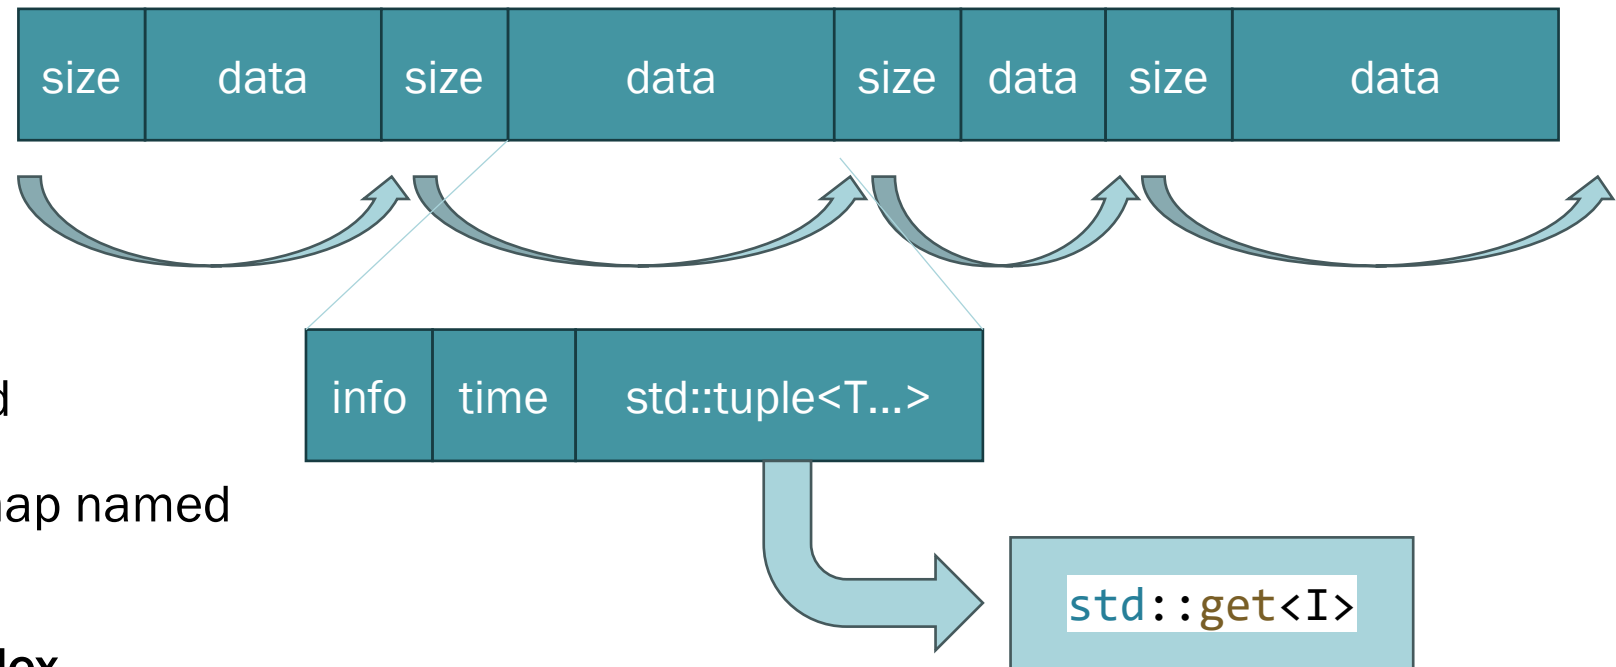 size data size data size data size data
info time std::tuple<T...>
ap named
std::get<I>